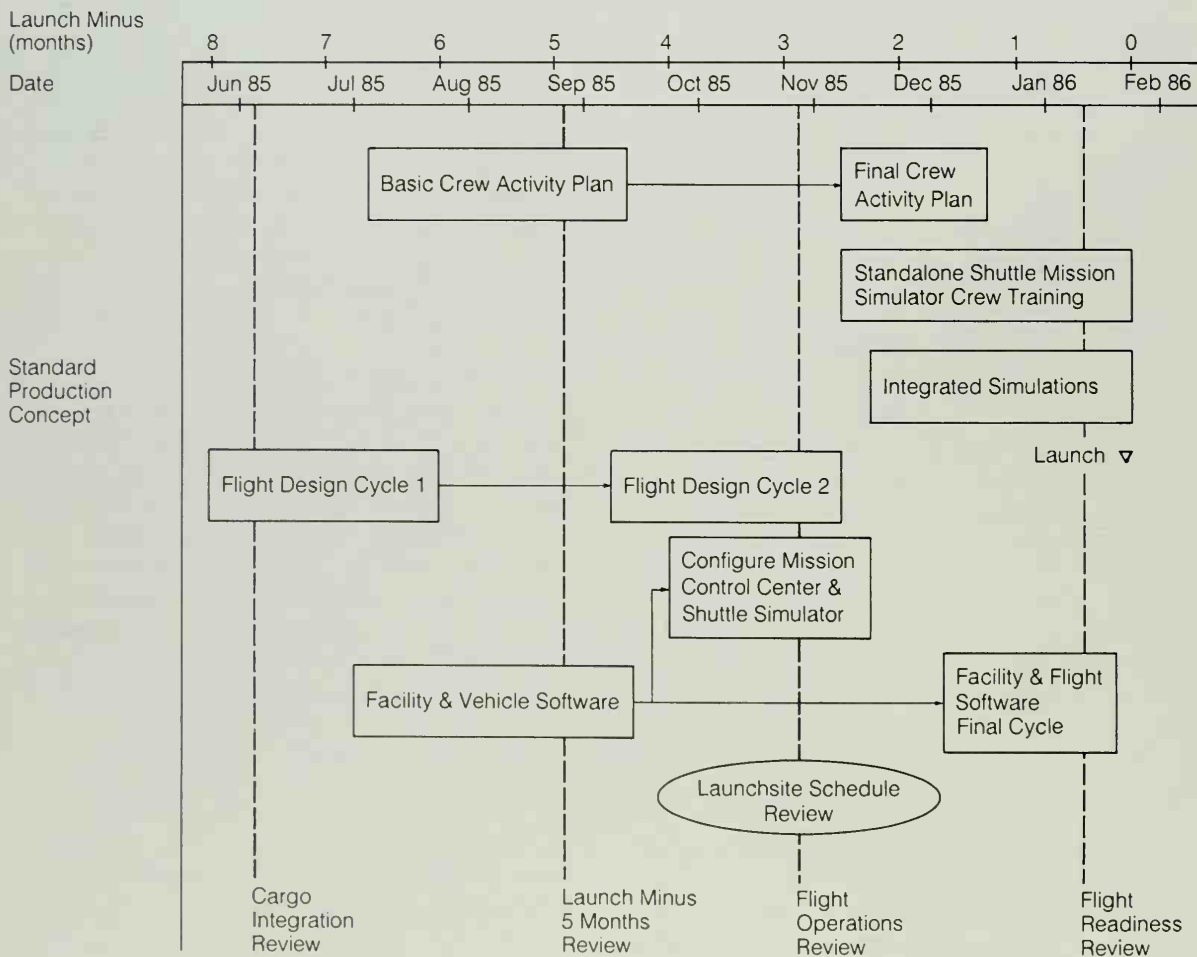 Launch Minus
(months)
8 7 6 5 4 3 2 1 0
Date
Jun 85 Jul 85 Aug 85 Sep 85 Oct 85 Nov 85 Dec 85 Jan 86 Feb 86
Basic Crew Activity Plan
Final Crew
Activity Plan
Standalone Shuttle Mission
Simulator Crew Training
Standard
Production
Concept
Integrated Simulations
Launch
Flight Design Cycle 1
Flight Design Cycle 2
Configure Mission
Control Center &
Shuttle Simulator
Facility & Vehicle Software
Facility & Flight
Software
Final Cycle
Launchsite Schedule
Review
Cargo
Integration
Review
Launch Minus
5 Months
Review
Flight
Operations
Review
Flight
Readiness
Review